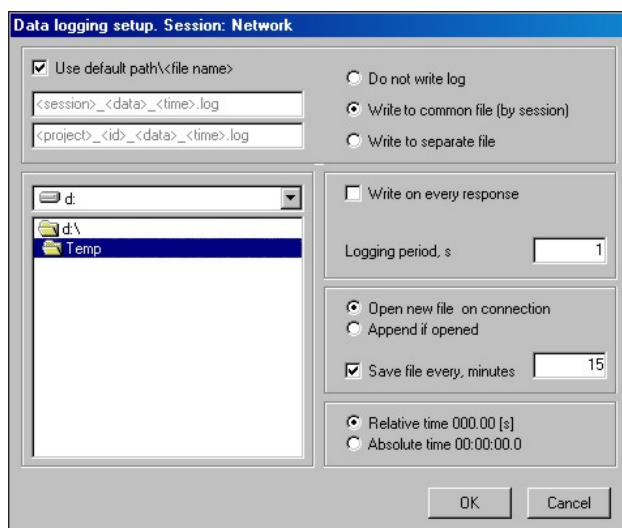 Data logging setup. Session: Network
Use default path\<file name>
<session>_<data>_<time>.log
<project>_<id>_<data>_<time>.log
Do not write log
Write to common file (by session)
Write to separate file
d:
d:\
Temp
Write on every response
Logging period, s 1
Open new file on connection
Append if opened
Save file every, minutes 15
Relative time 000.00 [s]
Absolute time 00:00:00.0
OK Cancel